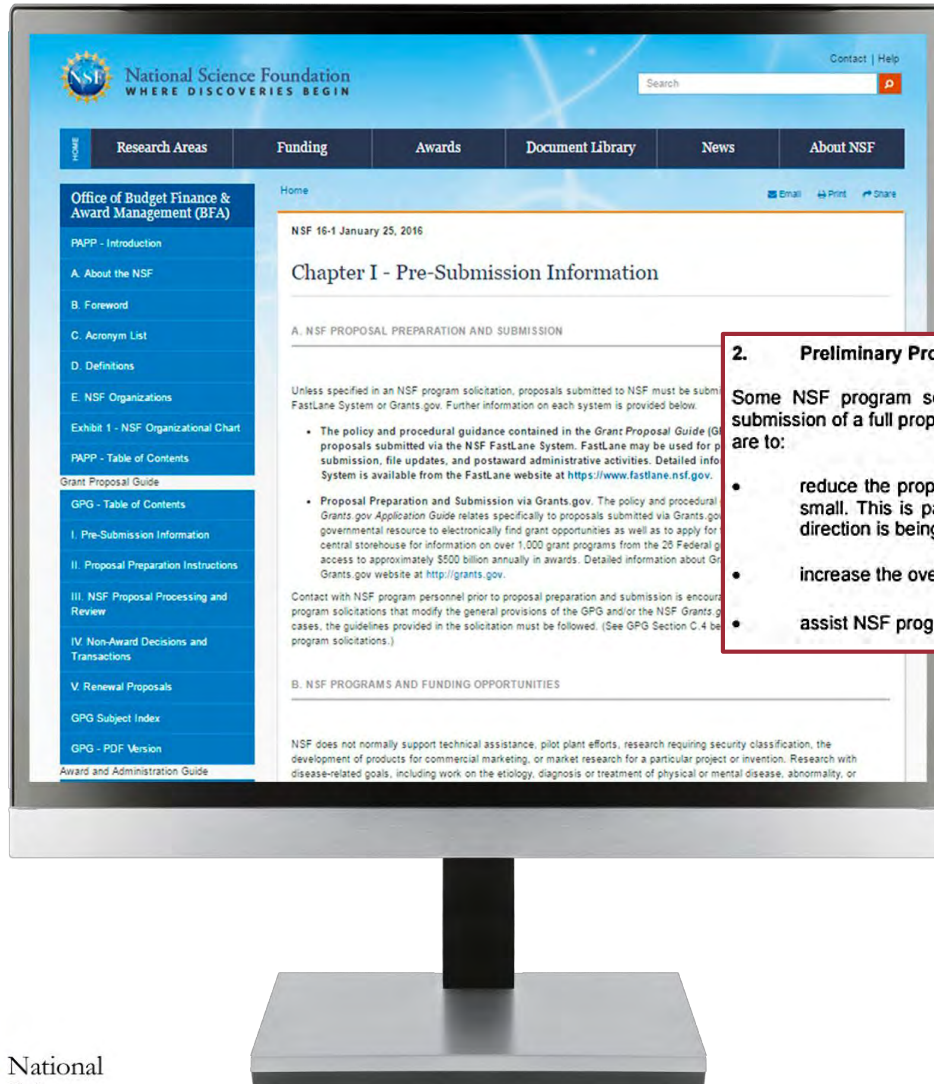 Contact | Help
NSF
National Science Foundation
WHERE DISCOVERIES BEGIN
Search
HOME
Research Areas
Funding
Awards
Document Library
News
About NSF
Office of Budget Finance &
Award Management (BFA)
PAPP - Introduction
A. About the NSF
B. Foreword
C. Acronym List
D. Definitions
E. NSF Organizations
Exhibit 1 - NSF Organizational Chart
PAPP - Table of Contents
Grant Proposal Guide
GPG - Table of Contents
I. Pre-Submission Information
II. Proposal Preparation Instructions
III. NSF Proposal Processing and
Review
IV. Non-Award Decisions and
Transactions
V. Renewal Proposals
GPG Subject Index
GPG - PDF Version
Award and Administration Guide
Home
Email
Print
Share
NSF 16-1 January 25, 2016
Chapter I - Pre-Submission Information
A. NSF PROPOSAL PREPARATION AND SUBMISSION
Unless specified in an NSF program solicitation, proposals submitted to NSF must be submi
FastLane System or Grants.gov. Further information on each system is provided below.
• The policy and procedural guidance contained in the Grant Proposal Guide (G
proposals submitted via the NSF FastLane System. FastLane may be used for p
submission, file updates, and postaward administrative activities. Detailed info
System is available from the FastLane website at https://www.fastlane.nsf.gov.
• Proposal Preparation and Submission via Grants.gov. The policy and procedural
Grants.gov Application Guide relates specifically to proposals submitted via Grants.gov
governmental resource to electronically find grant opportunities as well as to apply for
central storehouse for information on over 1,000 grant programs from the 26 Federal g
access to approximately $500 billion annually in awards. Detailed information about Gr
Grants.gov website at http://grants.gov.
Contact with NSF program personnel prior to proposal preparation and submission is encoura
program solicitations that modify the general provisions of the GPG and/or the NSF Grants.g
cases, the guidelines provided in the solicitation must be followed. (See GPG Section C.4 be
program solicitations.)
B. NSF PROGRAMS AND FUNDING OPPORTUNITIES
NSF does not normally support technical assistance, pilot plant efforts, research requiring security classification, the
development of products for commercial marketing, or market research for a particular project or invention. Research with
disease-related goals, including work on the etiology, diagnosis or treatment of physical or mental disease, abnormality, or
2. Preliminary Pro
Some NSF program so
submission of a full prop
are to:
• reduce the prop
small. This is pa
direction is being
• increase the ove
• assist NSF prog
National